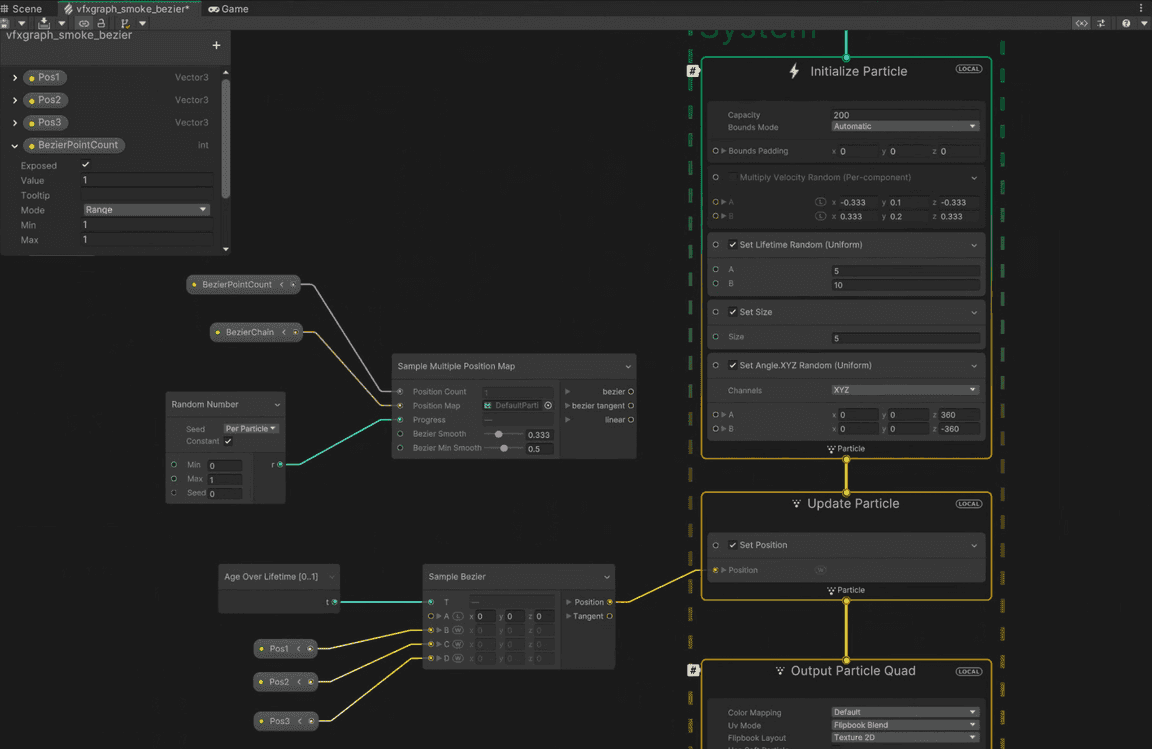 Scene vfxgraph_smoke_bezier* Game
vfxgraph_smoke_bezier
+
Pos1 Vector3
Pos2 Vector3
Pos3 Vector3
BezierPointCount int
Exposed
Value 1
Tooltip
Mode Range
Min 1
Max 1
BezierPointCount
BezierChain
Random Number
Seed Per Particle
Constant
Min 0
Max 1
Seed 0
r
Sample Multiple Position Map
Position Count 1
Position Map DefaultParti
Progress
Bezier Smooth 0.333
Bezier Min Smooth 0.5
bezier
bezier tangent
linear
Age Over Lifetime [0..1]
t
Pos1
Pos2
Pos3
Sample Bezier
T
A L x 0 y 0 z 0
B W x 0 y 0 z 0
C W x 0 y 0 z 0
D W x 0 y 0 z 0
Position
Tangent
System
#
Initialize Particle LOCAL
Capacity 200
Bounds Mode Automatic
Bounds Padding x 0 y 0 z 0
Multiply Velocity Random (Per-component)
A L x -0.333 y 0.1 z -0.333
B L x 0.333 y 0.2 z 0.333
Set Lifetime Random (Uniform)
A 5
B 10
Set Size
Size 5
Set Angle.XYZ Random (Uniform)
Channels XYZ
A x 0 y 0 z 360
B x 0 y 0 z -360
Particle
Update Particle LOCAL
Set Position
Position W
Particle
#
Output Particle Quad LOCAL
Color Mapping Default
Uv Mode Flipbook Blend
Flipbook Layout Texture 2D